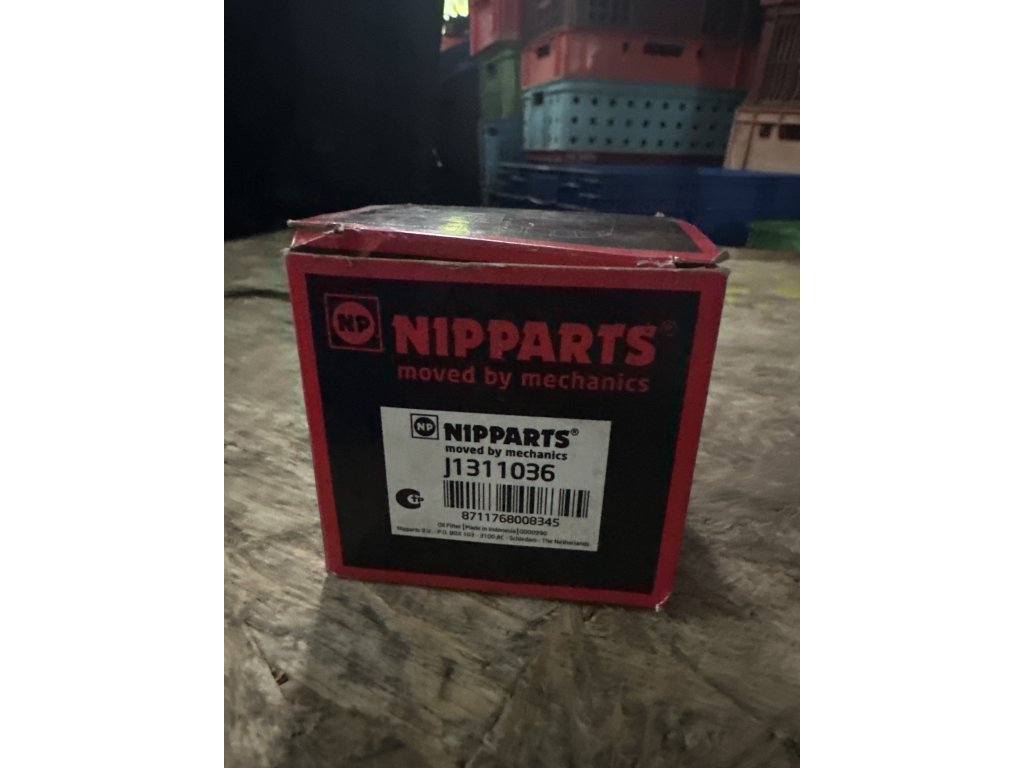 NP
NIPPARTS®
moved by mechanics
NP
NIPPARTS®
moved by mechanics
J1311036
8711768008345
Oil Filter | Made in Indonesia | 0000990
Nipparts B.V. - P.O. BOX 103 - 3100 AC - Schiedam - The Netherlands